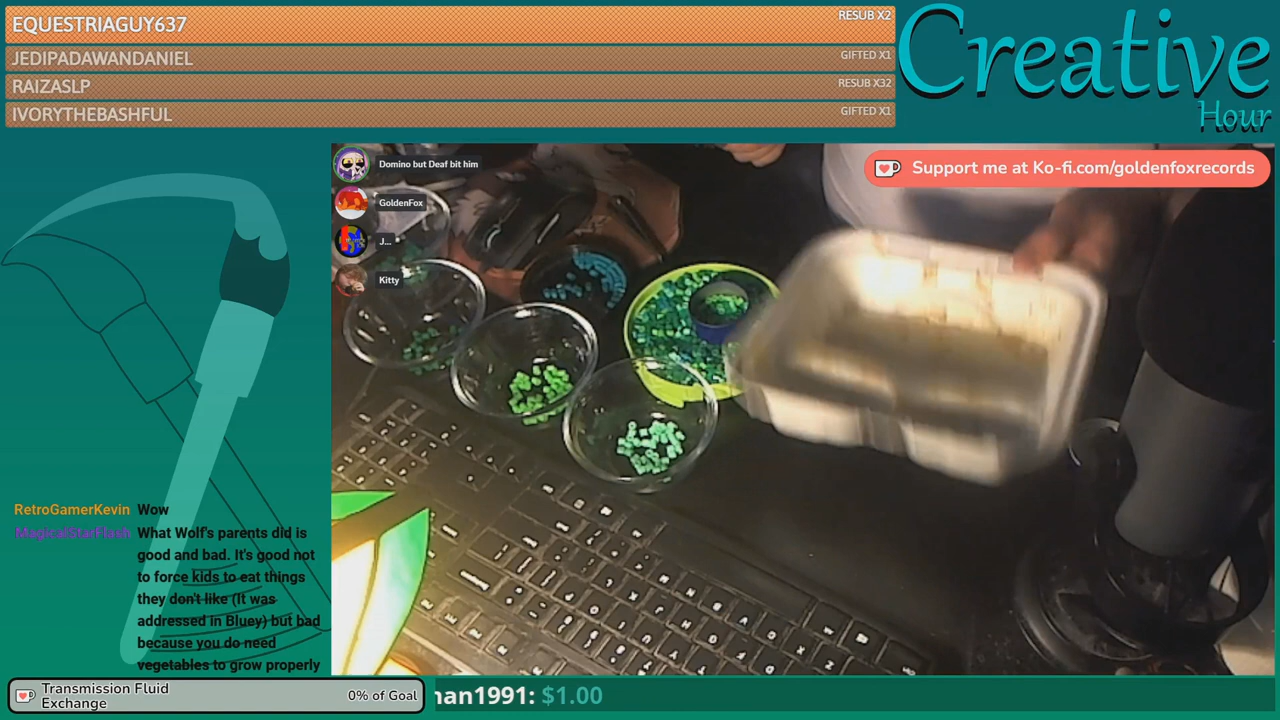 EQUESTRIAGUY637 RESUB X2
JEDIPADAWANDANIEL GIFTED X1
RAIZASLP RESUB X32
IVORYTHEBASHFUL GIFTED X1
Creative
Hour
Support me at Ko-fi.com/goldenfoxrecords
Domino but Deaf bit him
GoldenFox
J...
Kitty
RetroGamerKevin Wow
MagicalStarFlash What Wolf's parents did is
good and bad. It's good not
to force kids to eat things
they don't like (It was
addressed in Bluey) but bad
because you do need
vegetables to grow properly
Transmission Fluid
Exchange
0% of Goal
nan1991: $1.00